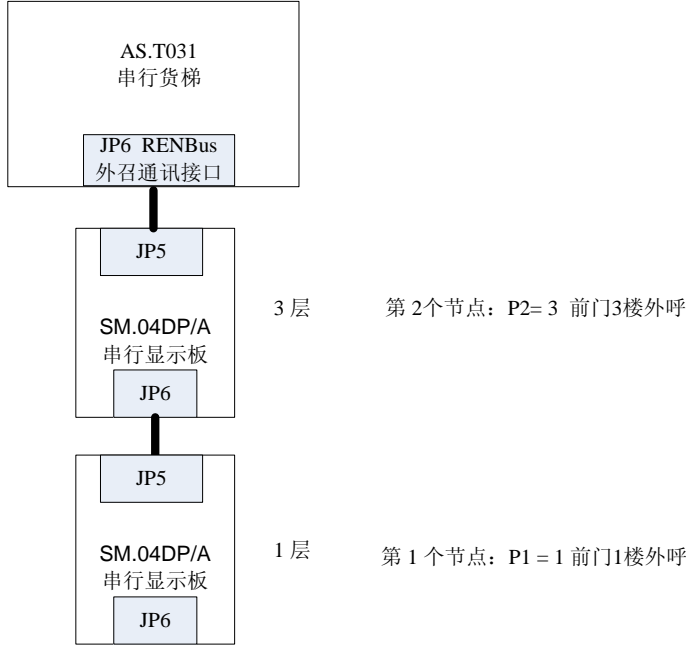 AS.T031
串行货梯
JP6 RENBus
外召通讯接口
JP5
3 层
第 2个节点：P2= 3 前门3楼外呼
SM.04DP/A
串行显示板
JP6
JP5
1 层
第 1 个节点：P1 = 1 前门1楼外呼
SM.04DP/A
串行显示板
JP6